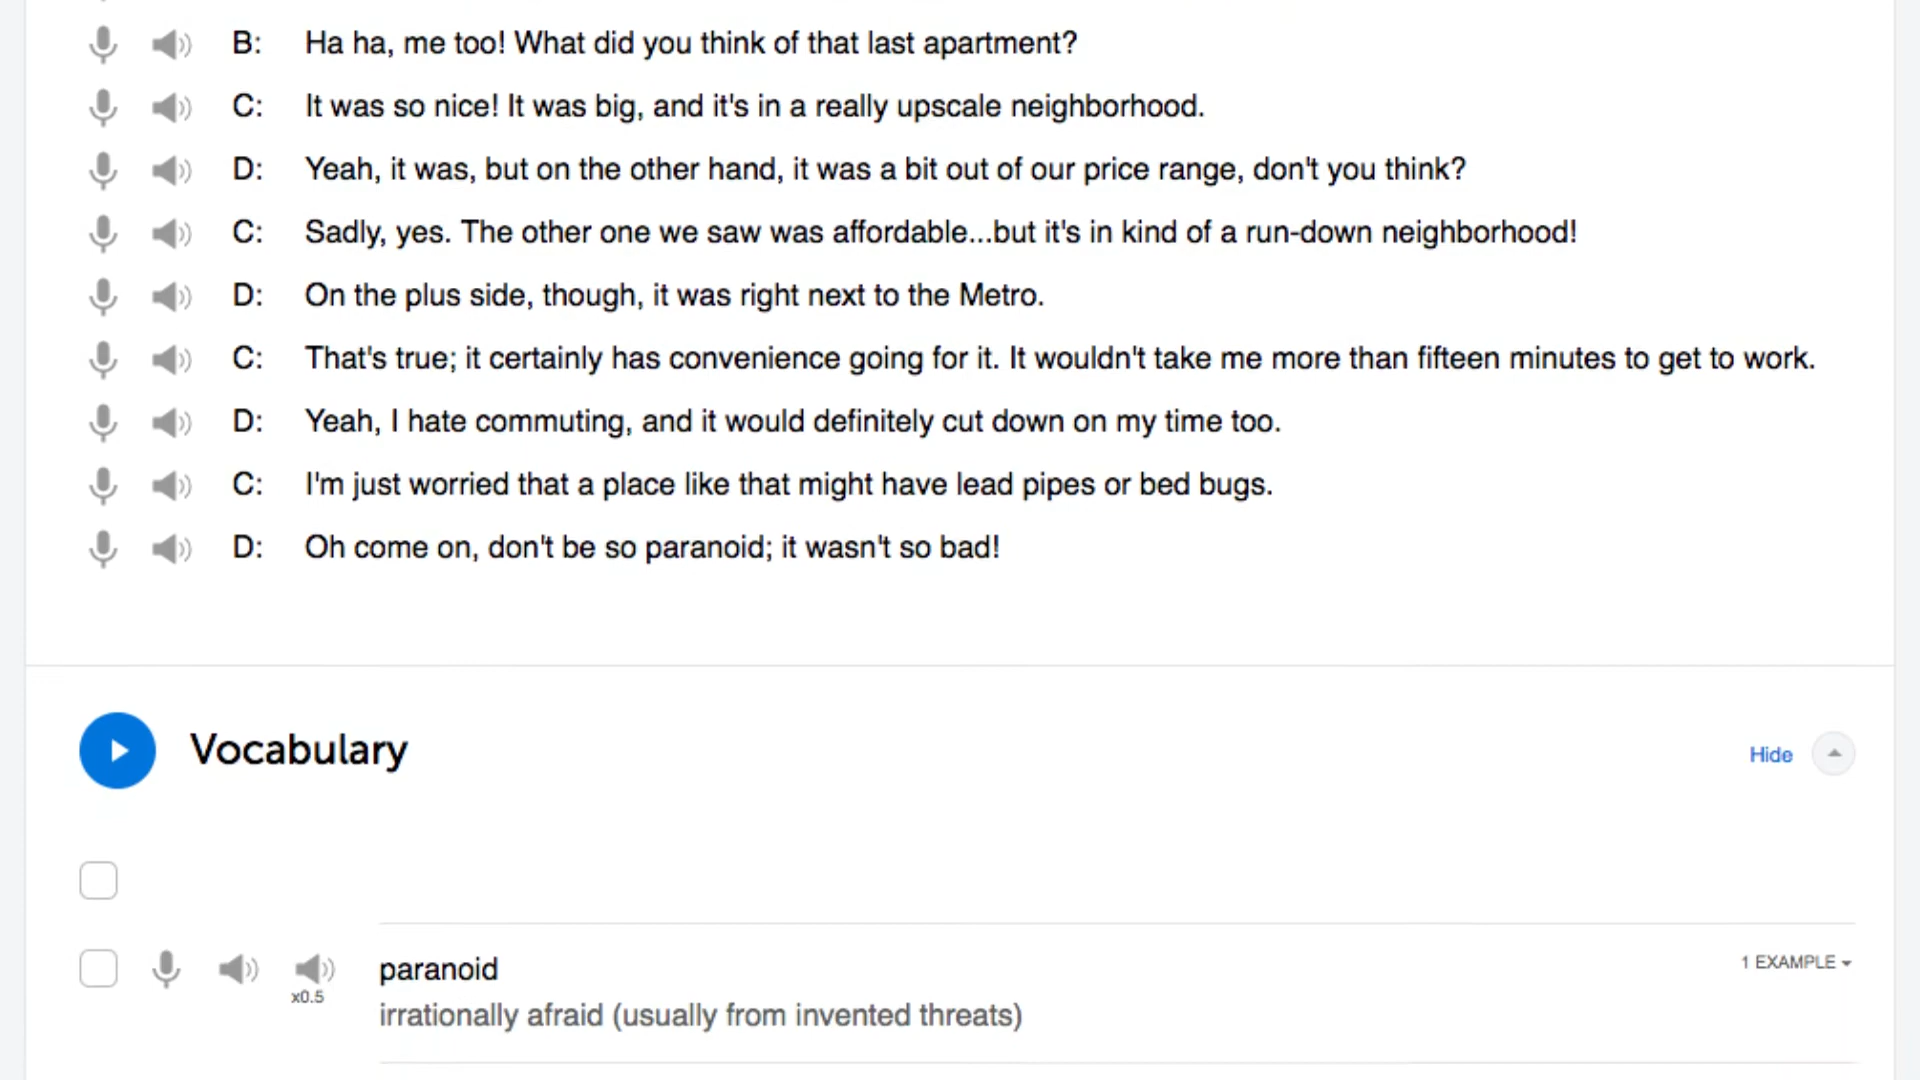 B: Ha ha, me too! What did you think of that last apartment?
C: It was so nice! It was big, and it's in a really upscale neighborhood.
D: Yeah, it was, but on the other hand, it was a bit out of our price range, don't you think?
C: Sadly, yes. The other one we saw was affordable...but it's in kind of a run-down neighborhood!
D: On the plus side, though, it was right next to the Metro.
C: That's true; it certainly has convenience going for it. It wouldn't take me more than fifteen minutes to get to work.
D: Yeah, I hate commuting, and it would definitely cut down on my time too.
C: I'm just worried that a place like that might have lead pipes or bed bugs.
D: Oh come on, don't be so paranoid; it wasn't so bad!
Vocabulary
Hide
paranoid
1 EXAMPLE
x0.5
irrationally afraid (usually from invented threats)